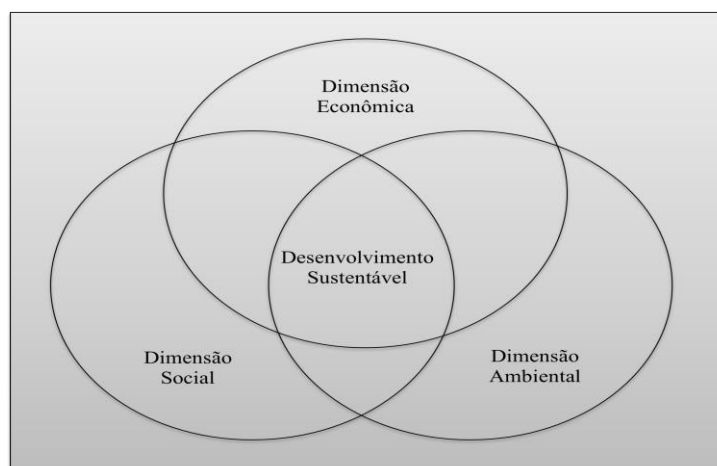 Dimensão
Econômica
Desenvolvimento
Sustentável
Dimensão
Social
Dimensão
Ambiental